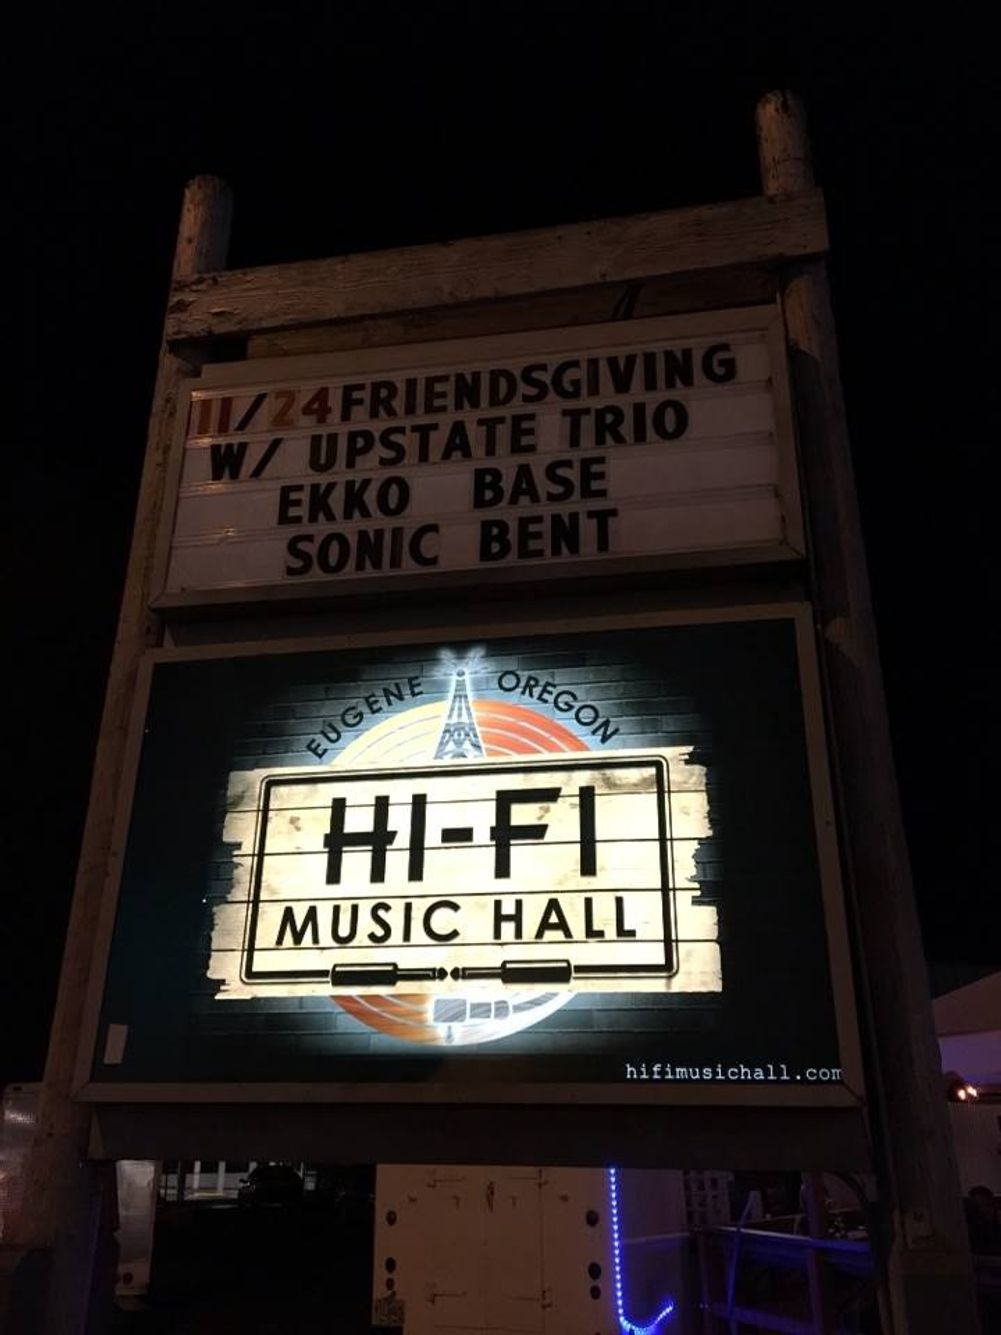 11/24 FRIENDSGIVING
W/ UPSTATE TRIO
EKKO BASE
SONIC BENT
EUGENE OREGON
HI-FI
MUSIC HALL
hifimusichall.com